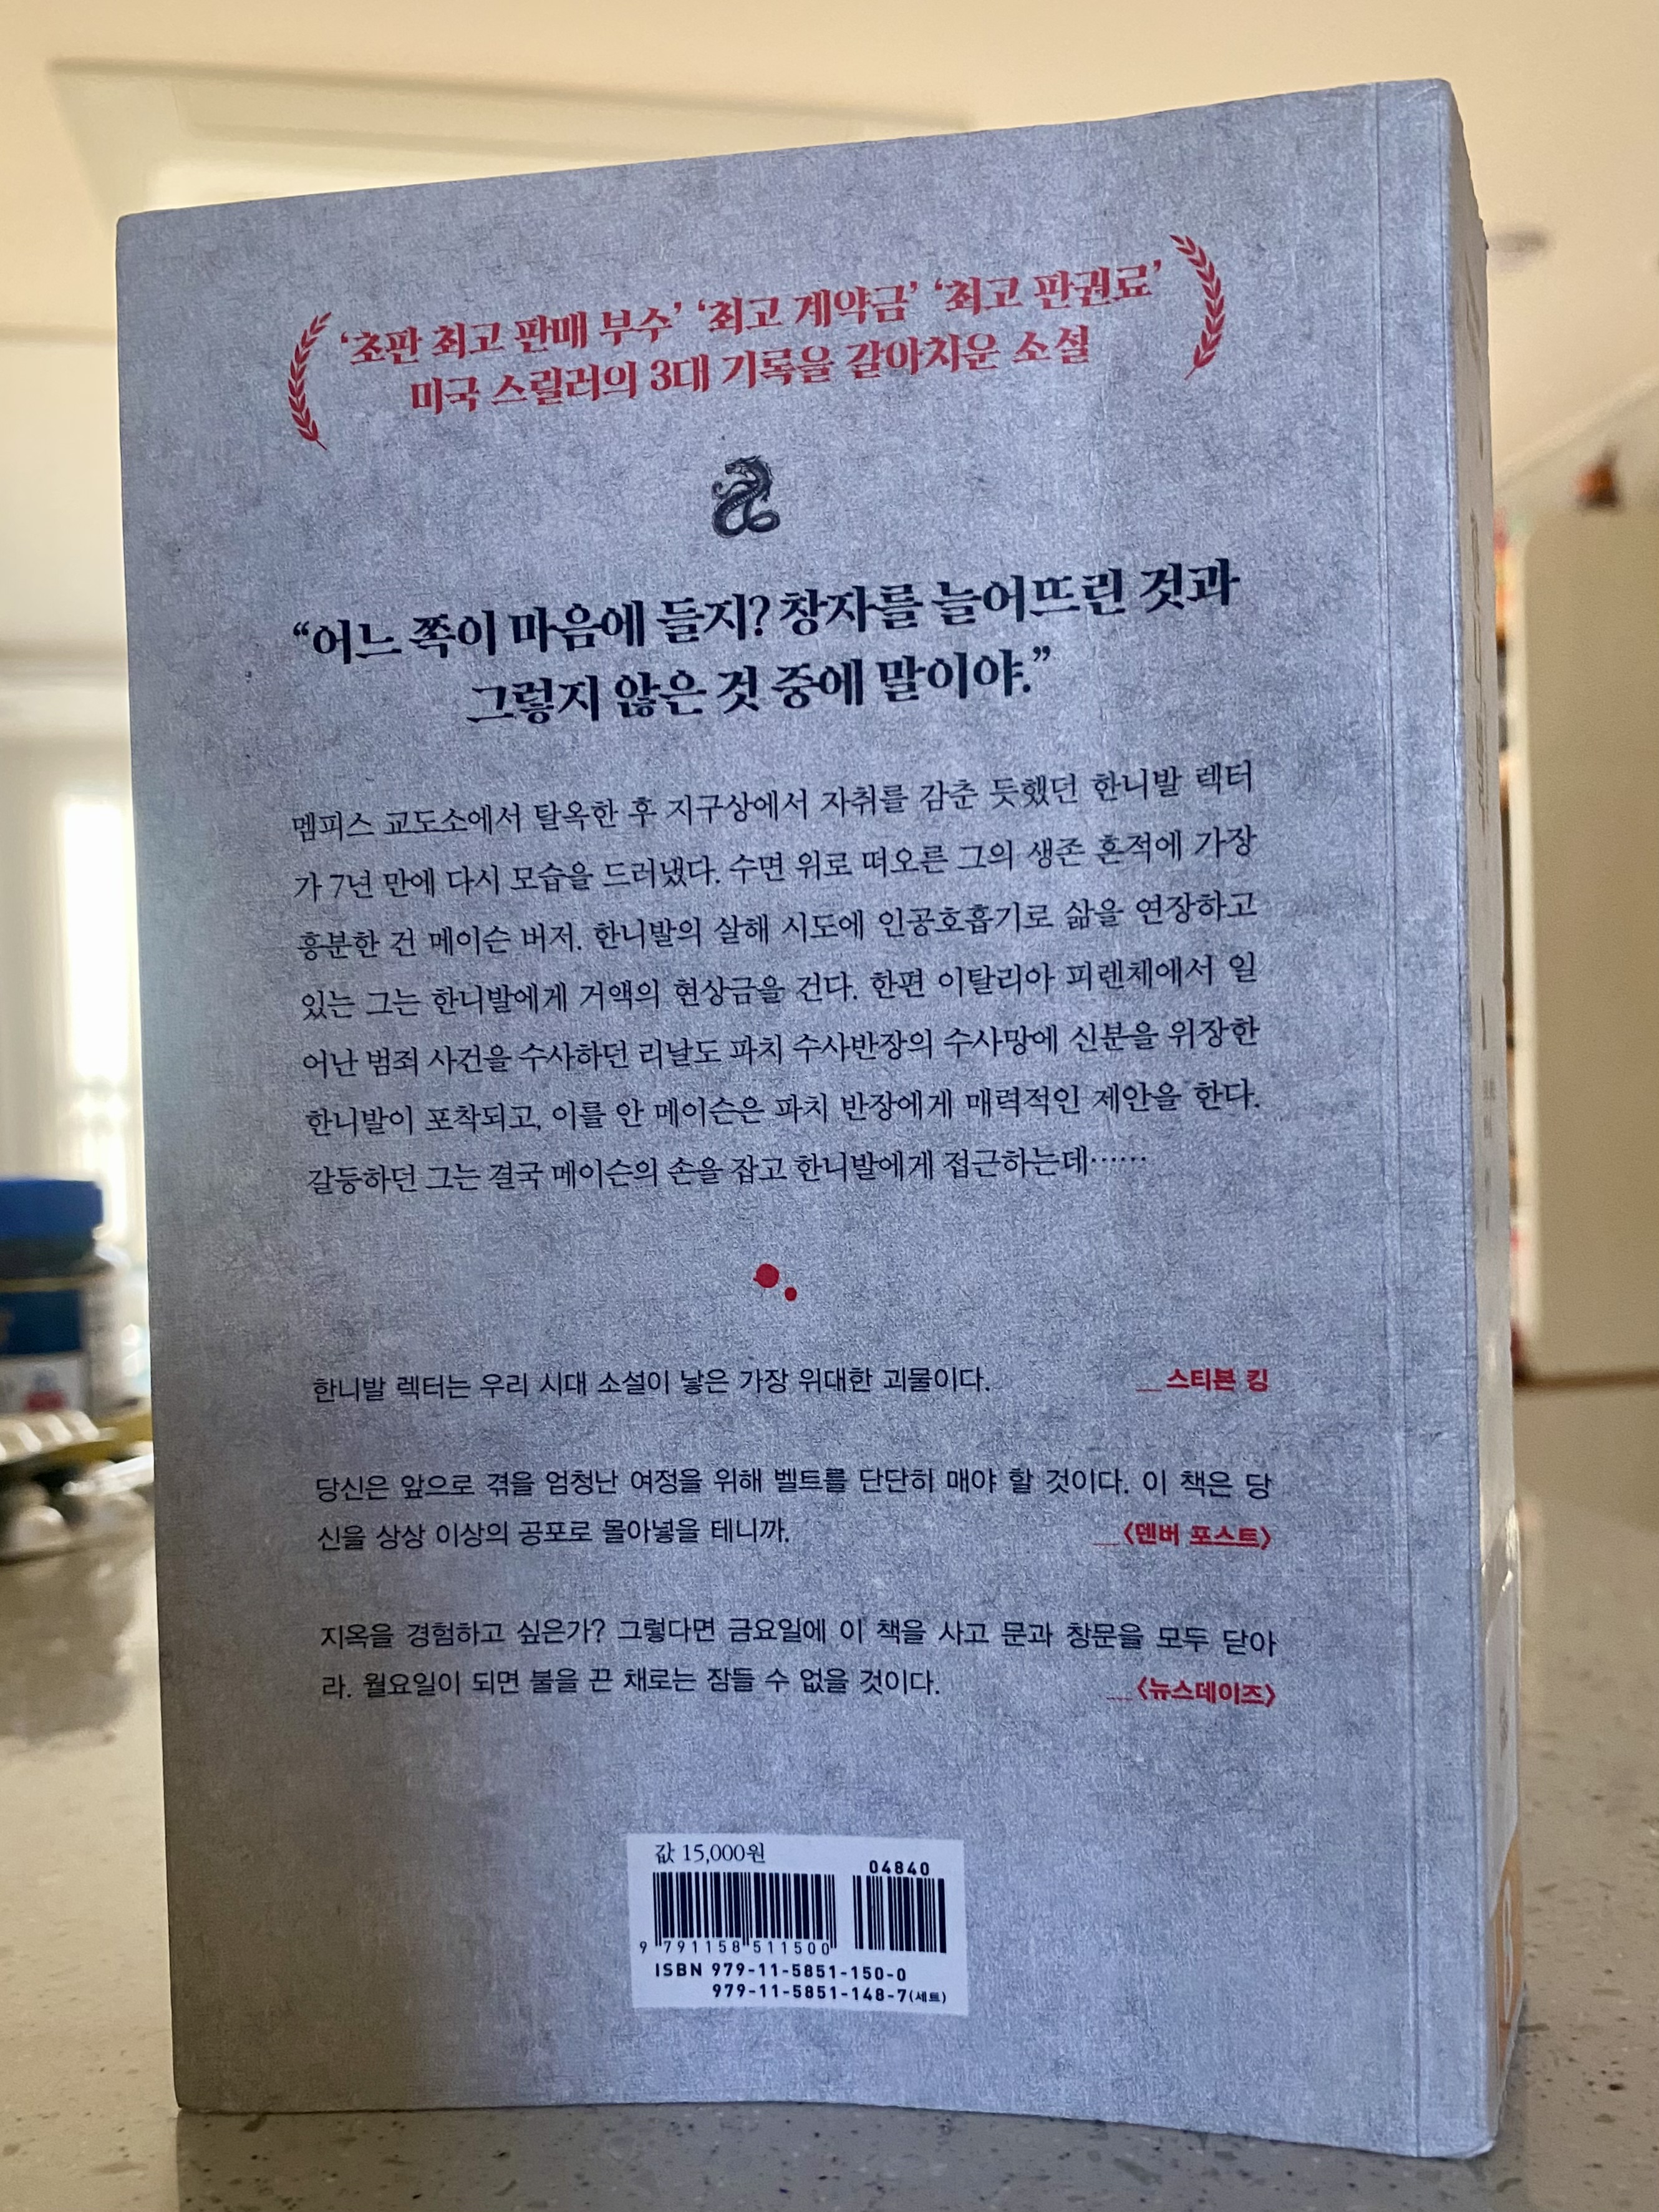 ‘초판 최고 판매 부수’ ‘최고 계약금’ ‘최고 판권료’
미국 스릴러의 3대 기록을 갈아치운 소설
“어느 쪽이 마음에 들지? 창자를 늘어뜨린 것과
그렇지 않은 것 중에 말이야.”
멤피스 교도소에서 탈옥한 후 지구상에서 자취를 감춘 듯했던 한니발 렉터
가 7년 만에 다시 모습을 드러냈다. 수면 위로 떠오른 그의 생존 흔적에 가장
흥분한 건 메이슨 버저. 한니발의 살해 시도에 인공호흡기로 삶을 연장하고
있는 그는 한니발에게 거액의 현상금을 건다. 한편 이탈리아 피렌체에서 일
어난 범죄 사건을 수사하던 리날도 파치 수사반장의 수사망에 신분을 위장한
한니발이 포착되고, 이를 안 메이슨은 파치 반장에게 매력적인 제안을 한다.
갈등하던 그는 결국 메이슨의 손을 잡고 한니발에게 접근하는데……
한니발 렉터는 우리 시대 소설이 낳은 가장 위대한 괴물이다. __스티븐 킹
당신은 앞으로 겪을 엄청난 여정을 위해 벨트를 단단히 매야 할 것이다. 이 책은 당
신을 상상 이상의 공포로 몰아넣을 테니까. __〈덴버 포스트〉
지옥을 경험하고 싶은가? 그렇다면 금요일에 이 책을 사고 문과 창문을 모두 닫아
라. 월요일이 되면 불을 끈 채로는 잠들 수 없을 것이다. __〈뉴스데이즈〉
값 15,000원
04840
9 791158 511500
ISBN 979-11-5851-150-0
979-11-5851-148-7(세트)